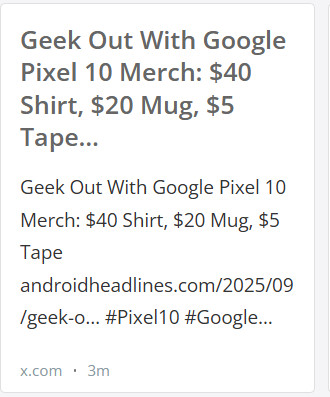 Geek Out With Google
Pixel 10 Merch: $40
Shirt, $20 Mug, $5
Tape...
Geek Out With Google Pixel 10
Merch: $40 Shirt, $20 Mug, $5
Tape
androidheadlines.com/2025/09
/geek-o... #Pixel10 #Google...
x.com · 3m